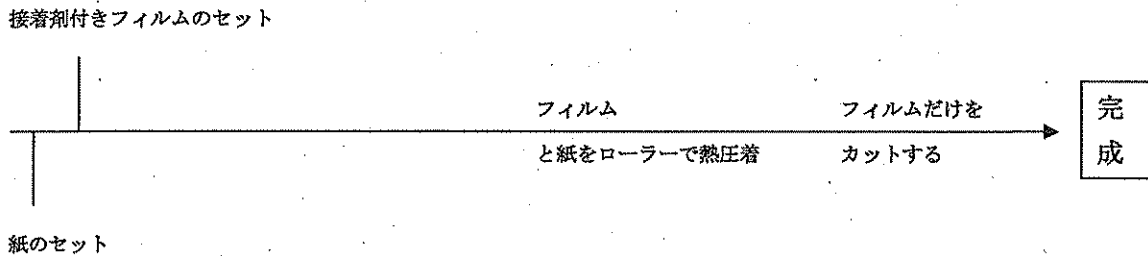 接着剤付きフィルムのセット
フィルム
と紙をローラーで熱圧着
フィルムだけを
カットする
完
成
紙のセット